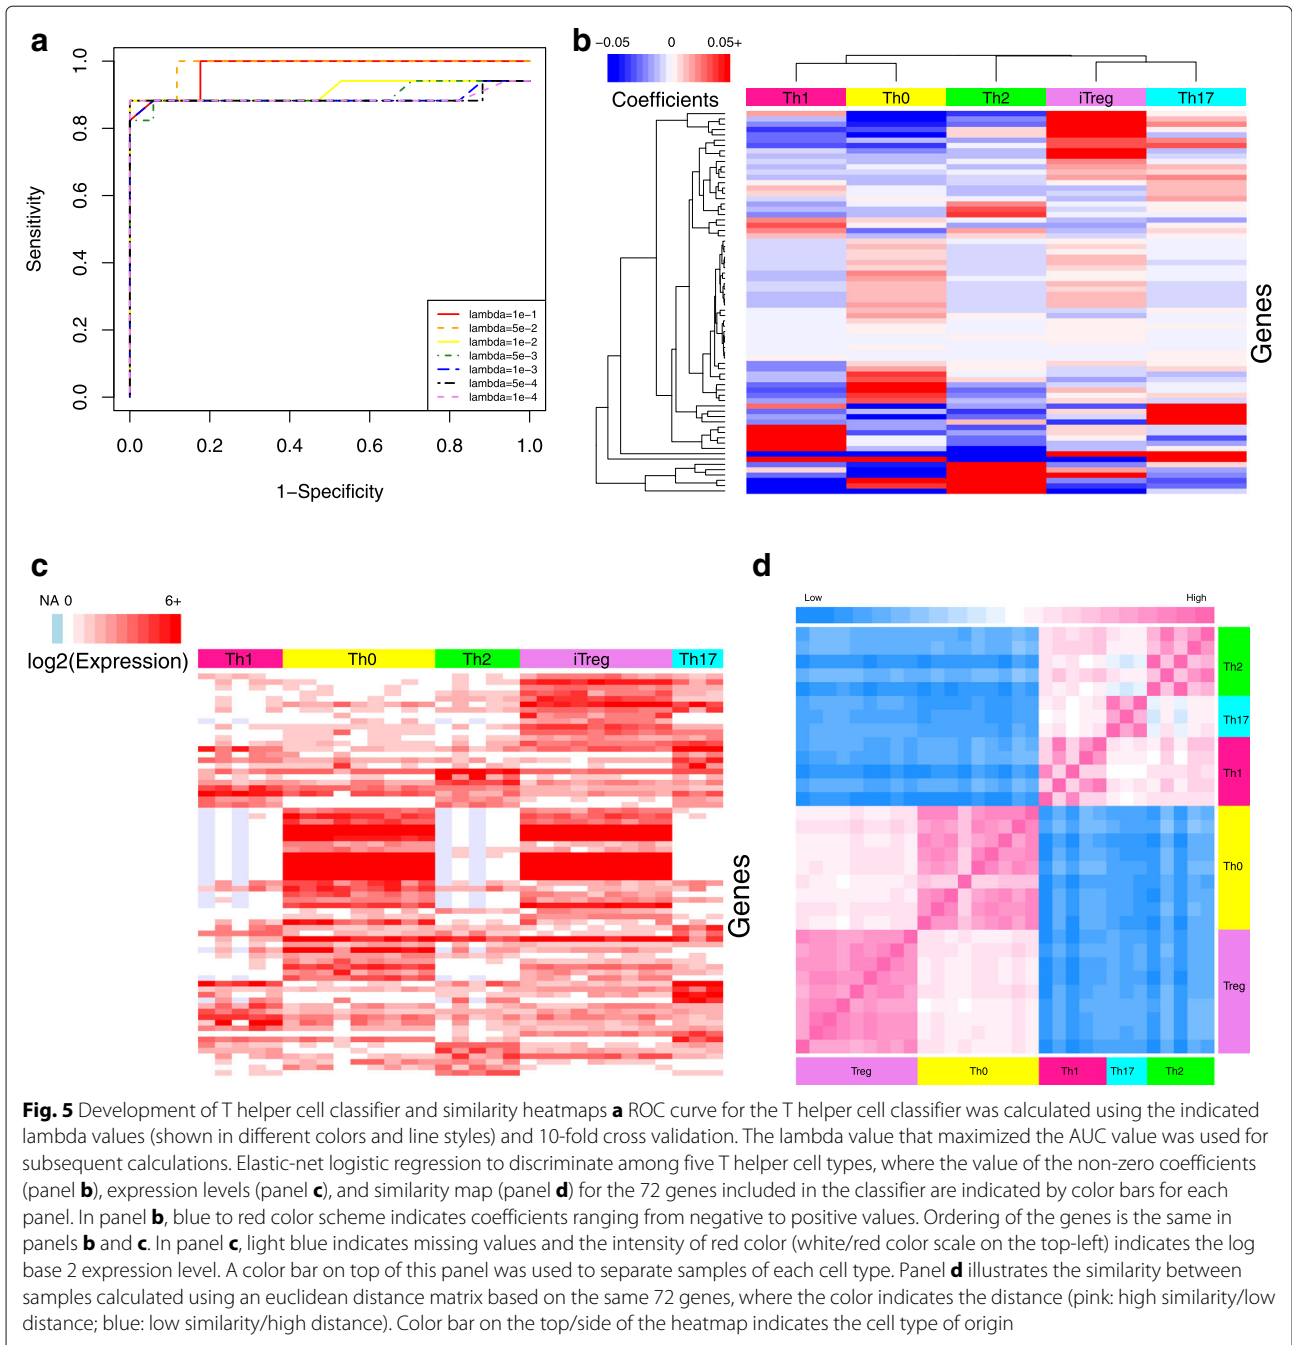 a
1.0
0.8
0.6
0.4
0.2
0.0
Sensitivity
0.0 0.2 0.4 0.6 0.8 1.0
1−Specificity
lambda=1e−1
lambda=5e−2
lambda=1e−2
lambda=5e−3
lambda=1e−3
lambda=5e−4
lambda=1e−4
b
−0.05 0 0.05+
Coefficients
Th1 Th0 Th2 iTreg Th17
Genes
c
NA 0 6+
log2(Expression)
Th1 Th0 Th2 iTreg Th17
Genes
d
Low High
Th2
Th17
Th1
Th0
Treg
Treg Th0 Th1 Th17 Th2
Fig. 5 Development of T helper cell classifier and similarity heatmaps a ROC curve for the T helper cell classifier was calculated using the indicated
lambda values (shown in different colors and line styles) and 10-fold cross validation. The lambda value that maximized the AUC value was used for
subsequent calculations. Elastic-net logistic regression to discriminate among five T helper cell types, where the value of the non-zero coefficients
(panel b), expression levels (panel c), and similarity map (panel d) for the 72 genes included in the classifier are indicated by color bars for each
panel. In panel b, blue to red color scheme indicates coefficients ranging from negative to positive values. Ordering of the genes is the same in
panels b and c. In panel c, light blue indicates missing values and the intensity of red color (white/red color scale on the top-left) indicates the log
base 2 expression level. A color bar on top of this panel was used to separate samples of each cell type. Panel d illustrates the similarity between
samples calculated using an euclidean distance matrix based on the same 72 genes, where the color indicates the distance (pink: high similarity/low
distance; blue: low similarity/high distance). Color bar on the top/side of the heatmap indicates the cell type of origin